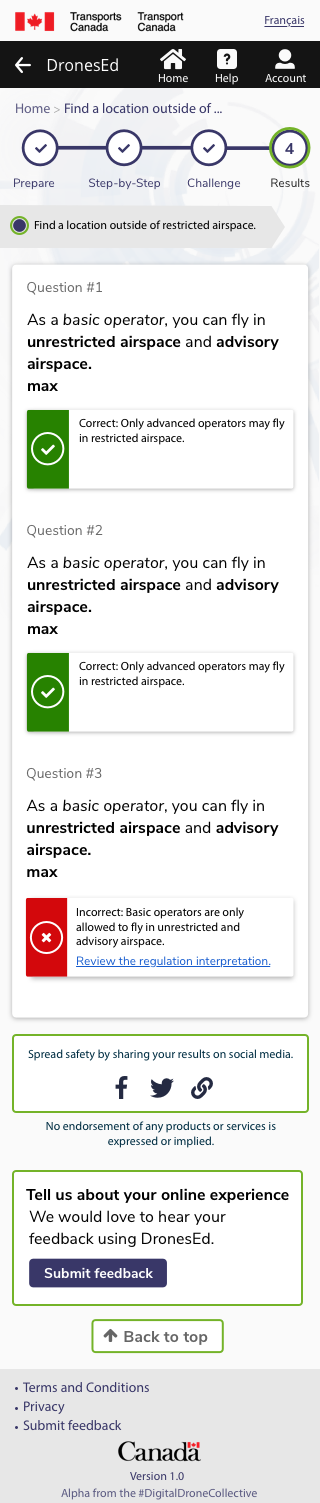 Transports Canada
Transport Canada
Français
DronesEd
Home
Help
Account
Home > Find a location outside of ...
4
Prepare
Step-by-Step
Challenge
Results
Find a location outside of restricted airspace.
Question #1
As a basic operator, you can fly in
unrestricted airspace and advisory
airspace.
max
Correct: Only advanced operators may fly
in restricted airspace.
Question #2
As a basic operator, you can fly in
unrestricted airspace and advisory
airspace.
max
Correct: Only advanced operators may fly
in restricted airspace.
Question #3
As a basic operator, you can fly in
unrestricted airspace and advisory
airspace.
max
Incorrect: Basic operators are only
allowed to fly in unrestricted and
advisory airspace.
Review the regulation interpretation.
Spread safety by sharing your results on social media.
No endorsement of any products or services is
expressed or implied.
Tell us about your online experience
We would love to hear your
feedback using DronesEd.
Submit feedback
Back to top
• Terms and Conditions
• Privacy
• Submit feedback
Canada
Version 1.0
Alpha from the #DigitalDroneCollective